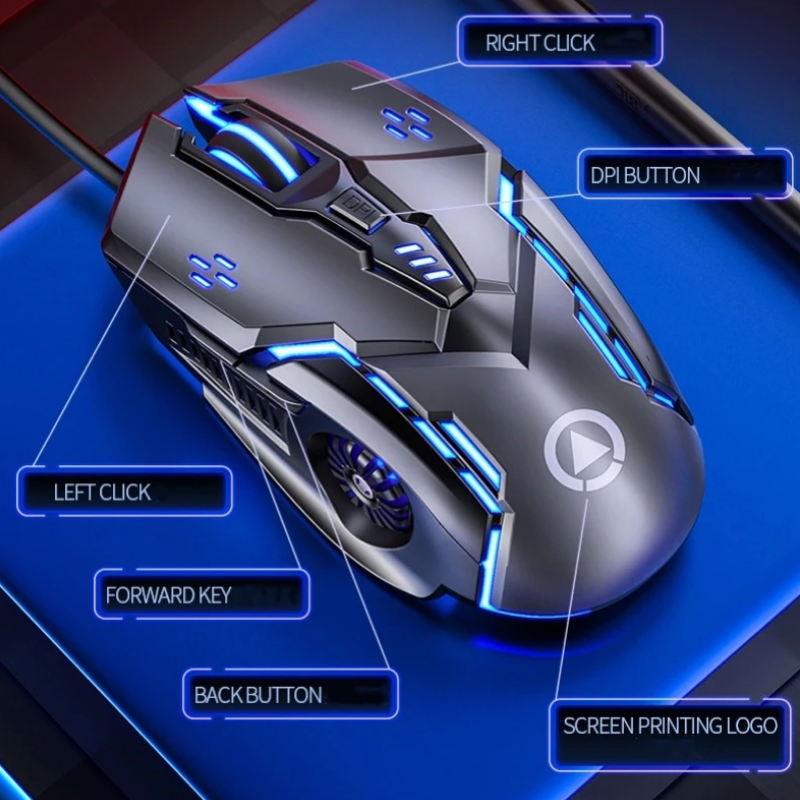 RIGHT CLICK
DPI BUTTON
DPI
LEFT CLICK
FORWARD KEY
BACK BUTTON
SCREEN PRINTING LOGO